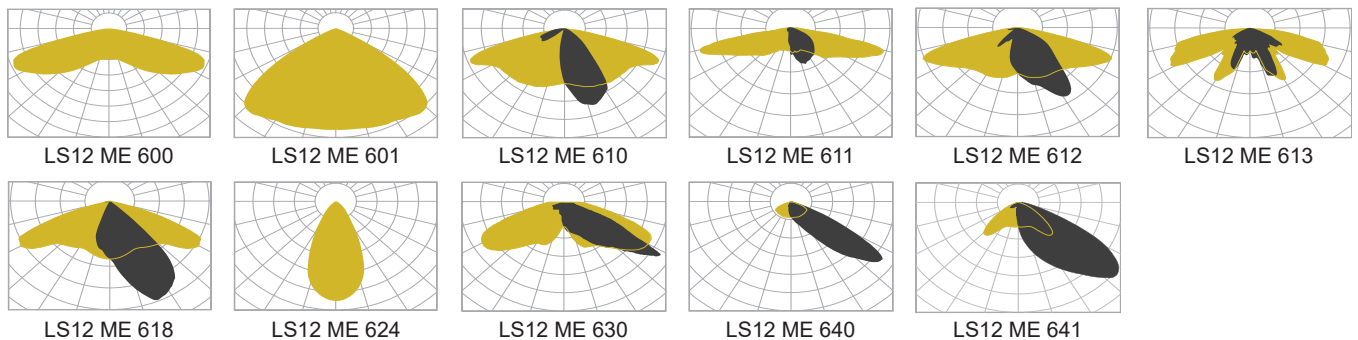 LS12 ME 600
LS12 ME 601
LS12 ME 610
LS12 ME 611
LS12 ME 612
LS12 ME 613
LS12 ME 618
LS12 ME 624
LS12 ME 630
LS12 ME 640
LS12 ME 641